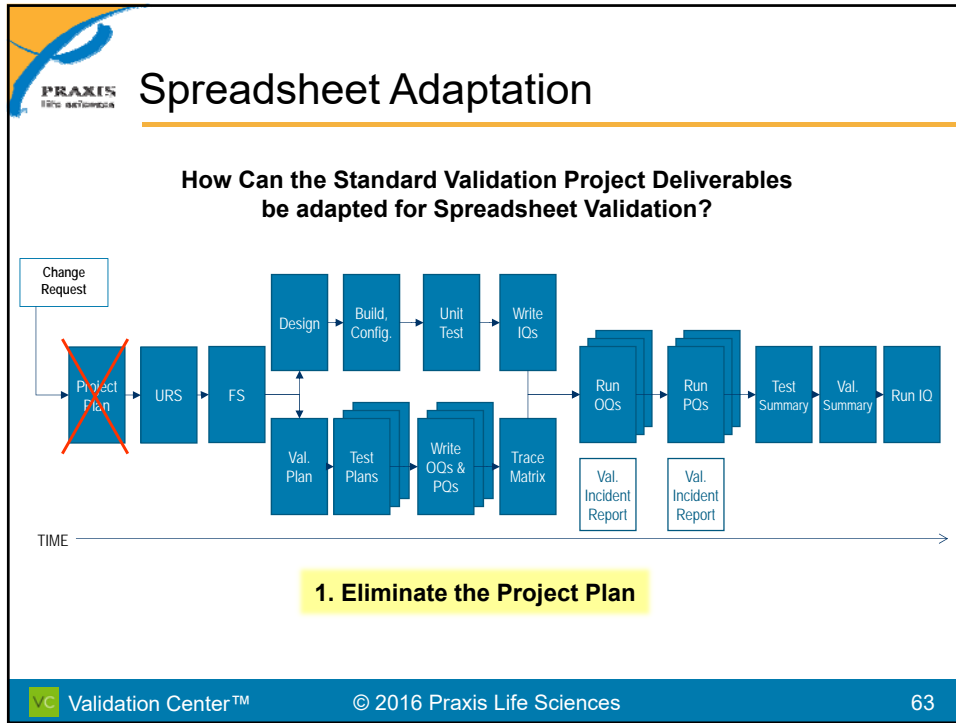 PRAXIS
life sciences
Spreadsheet Adaptation
How Can the Standard Validation Project Deliverables
be adapted for Spreadsheet Validation?
Change
Request
Project
Plan
URS
FS
Design
Build,
Config.
Unit
Test
Write
IQs
Val.
Plan
Test
Plans
Write
OQs &
PQs
Trace
Matrix
Run
OQs
Run
PQs
Test
Summary
Val.
Summary
Run IQ
Val.
Incident
Report
Val.
Incident
Report
TIME
1. Eliminate the Project Plan
VC Validation Center™ © 2016 Praxis Life Sciences 63